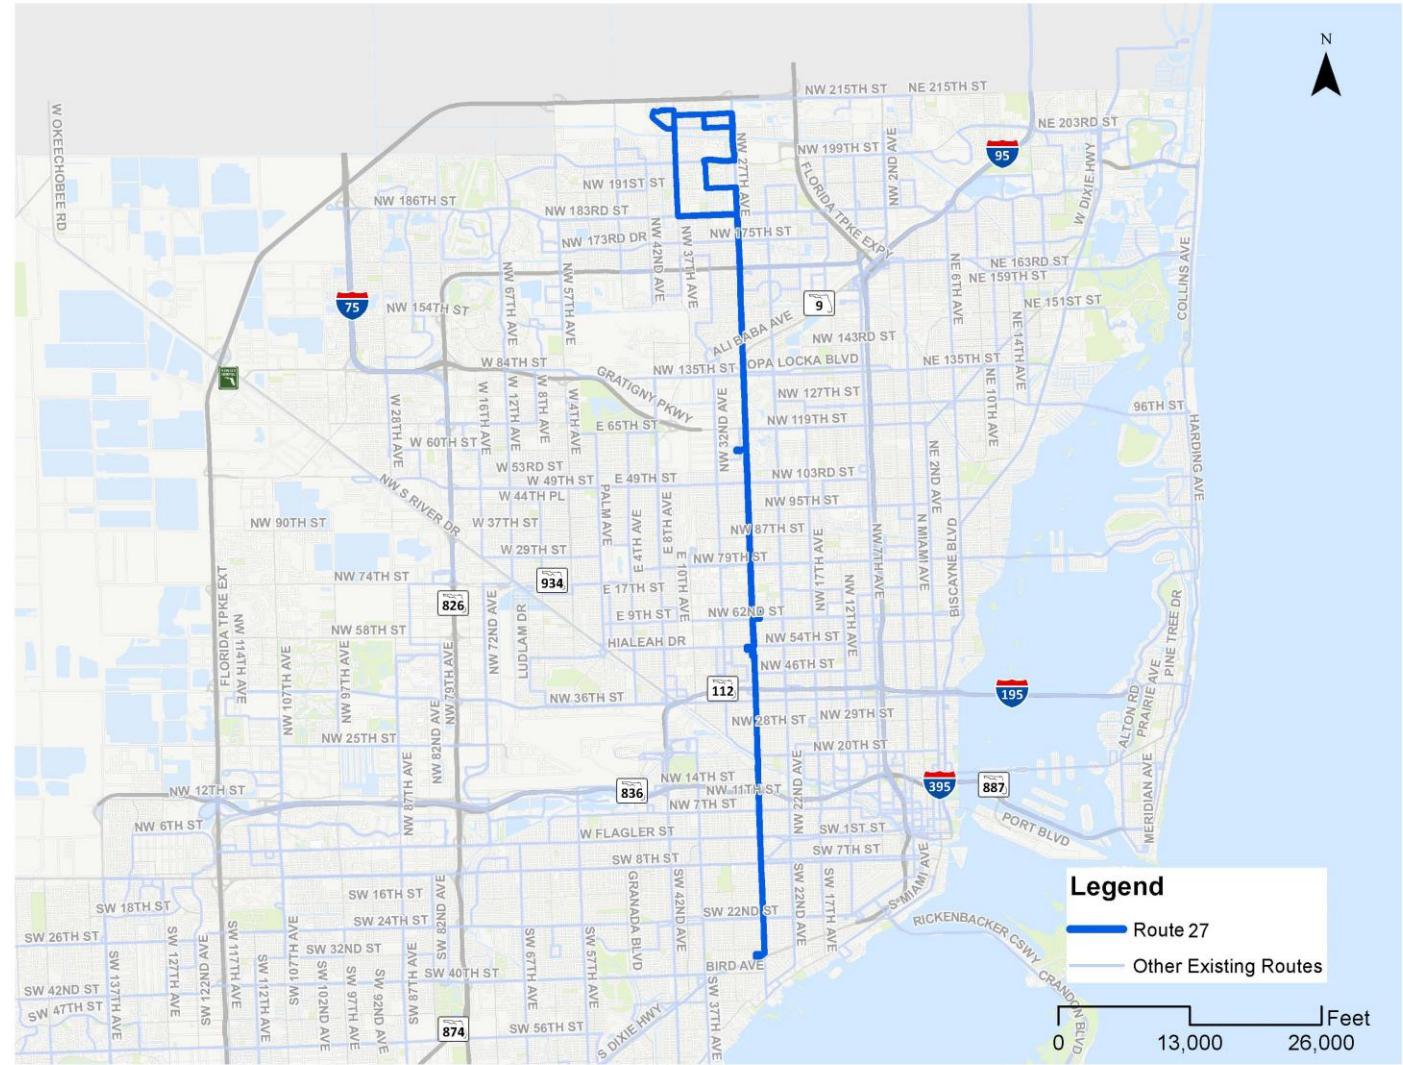 N
NW 215TH ST
NE 215TH ST
W OKEECHOBEE RD
NE 203RD ST
95
NW 27TH AVE
NW 199TH ST
NW 2ND AVE
W DIXIE HWY
FLORIDA TPKE EXPY
NW 191ST ST
NW 186TH ST
NW 183RD ST
NW 175TH ST
NW 173RD DR
NW 42ND AVE
NW 37TH AVE
NE 163RD ST
NE 159TH ST
NE 6TH AVE
COLLINS AVE
NW 67TH AVE
NW 57TH AVE
75
NW 154TH ST
9
NE 151ST ST
ALI BABA AVE
NW 143RD ST
NE 14TH AVE
W 84TH ST
OPA LOCKA BLVD
NE 135TH ST
NW 135TH ST
GRATIGNY PKWY
NW 127TH ST
NE 10TH AVE
W 28TH AVE
W 16TH AVE
W 12TH AVE
W 8TH AVE
W 4TH AVE
NW 32ND AVE
96TH ST
NW 119TH ST
E 65TH ST
W 60TH ST
HARDING AVE
W 53RD ST
W 49TH ST
E 49TH ST
NW 103RD ST
NE 2ND AVE
W 44TH PL
NW 95TH ST
NW S RIVER DR
PALM AVE
NW 90TH ST
W 37TH ST
E 4TH AVE
E 8TH AVE
NW 87TH ST
NW 17TH AVE
NW 7TH AVE
N MIAMI AVE
BISCAYNE BLVD
W 29TH ST
NW 79TH ST
NW 74TH ST
934
E 10TH AVE
E 17TH ST
NW 12TH AVE
826
NW 72ND AVE
LUDLAM DR
E 9TH ST
NW 62ND ST
PINE TREE DR
FLORIDA TPKE EXT
NW 114TH AVE
NW 58TH ST
HIALEAH DR
NW 54TH ST
NW 107TH AVE
NW 97TH AVE
NW 79TH AVE
NW 46TH ST
PRAIRIE AVE
NW 36TH ST
112
195
ALTON RD
NW 82ND AVE
NW 28TH ST
NW 29TH ST
NW 25TH ST
NW 20TH ST
NW 87TH AVE
NW 14TH ST
NW 22ND AVE
395
887
NW 12TH ST
836
NW 11TH ST
NW 7TH ST
MERIDIAN AVE
NW 6TH ST
W FLAGLER ST
SW 1ST ST
PORT BLVD
SW 8TH ST
SW 7TH ST
SW 16TH ST
SW 82ND AVE
GRANADA BLVD
SW 42ND AVE
SW 22ND AVE
SW 17TH AVE
S MIAMI AVE
Legend
SW 18TH ST
SW 24TH ST
SW 22ND ST
RICKENBACKER CSWY
Route 27
SW 26TH ST
SW 32ND ST
SW 137TH AVE
SW 127TH AVE
SW 122ND AVE
SW 117TH AVE
SW 112TH AVE
SW 107TH AVE
SW 102ND AVE
SW 97TH AVE
SW 92ND AVE
SW 87TH AVE
SW 40TH ST
SW 67TH AVE
SW 57TH AVE
BIRD AVE
SW 37TH AVE
Other Existing Routes
SW 42ND ST
SW 47TH ST
CRANDON BLVD
874
SW 56TH ST
S DIXIE HWY
Feet
0 13,000 26,000